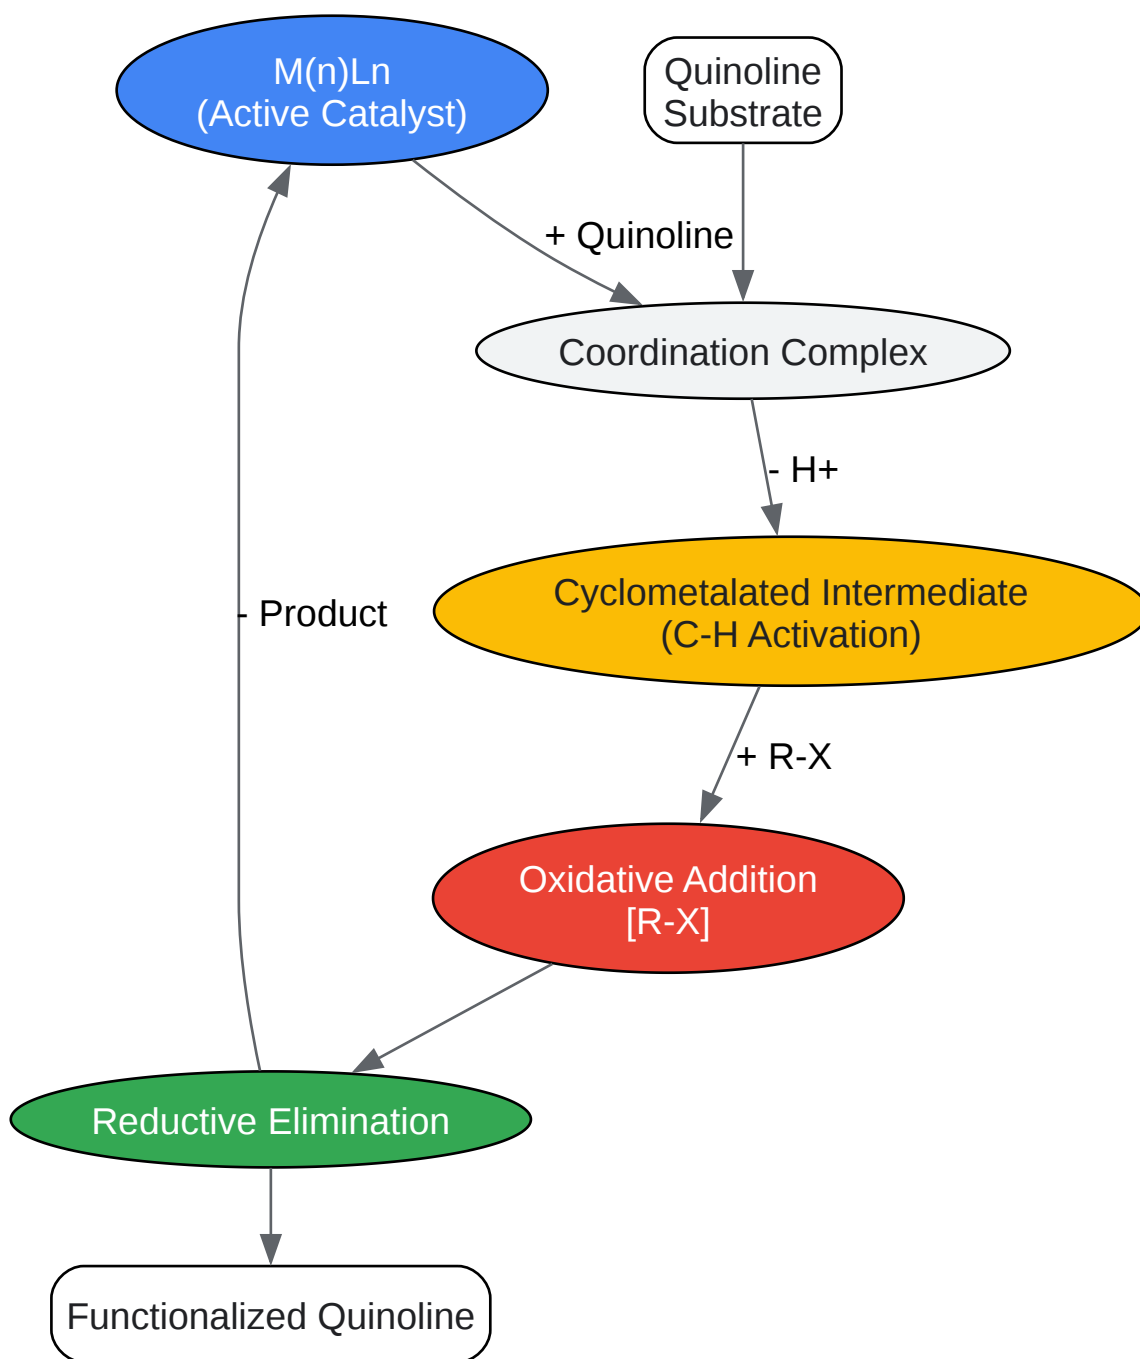 M(n)Ln
(Active Catalyst)
Quinoline
Substrate
+ Quinoline
Coordination Complex
- H+
Cyclometalated Intermediate
(C-H Activation)
- Product
+ R-X
Oxidative Addition
[R-X]
Reductive Elimination
Functionalized Quinoline